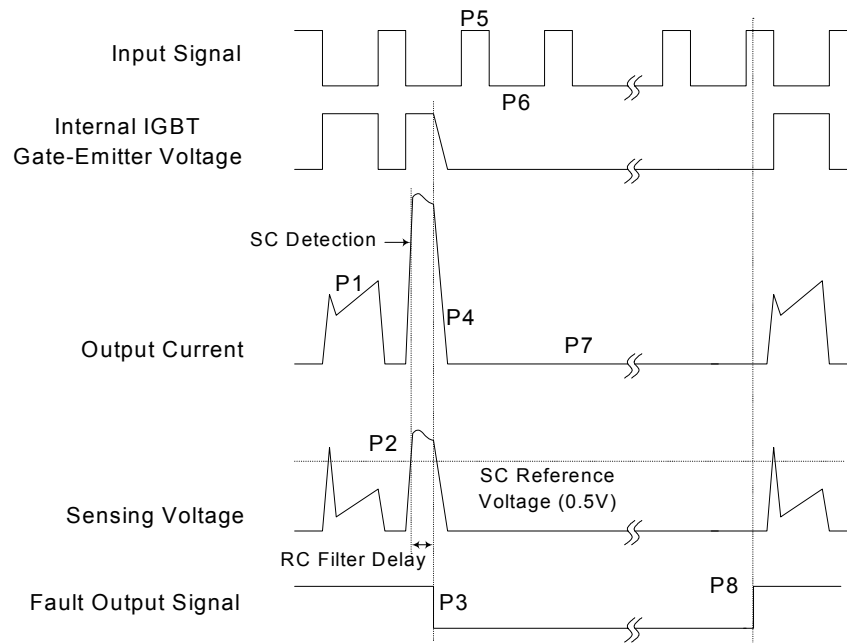 P5
Input Signal
P6
Internal IGBT
Gate-Emitter Voltage
SC Detection
P1
P4
Output Current
P7
P2
SC Reference
Voltage (0.5V)
Sensing Voltage
RC Filter Delay
Fault Output Signal
P3
P8